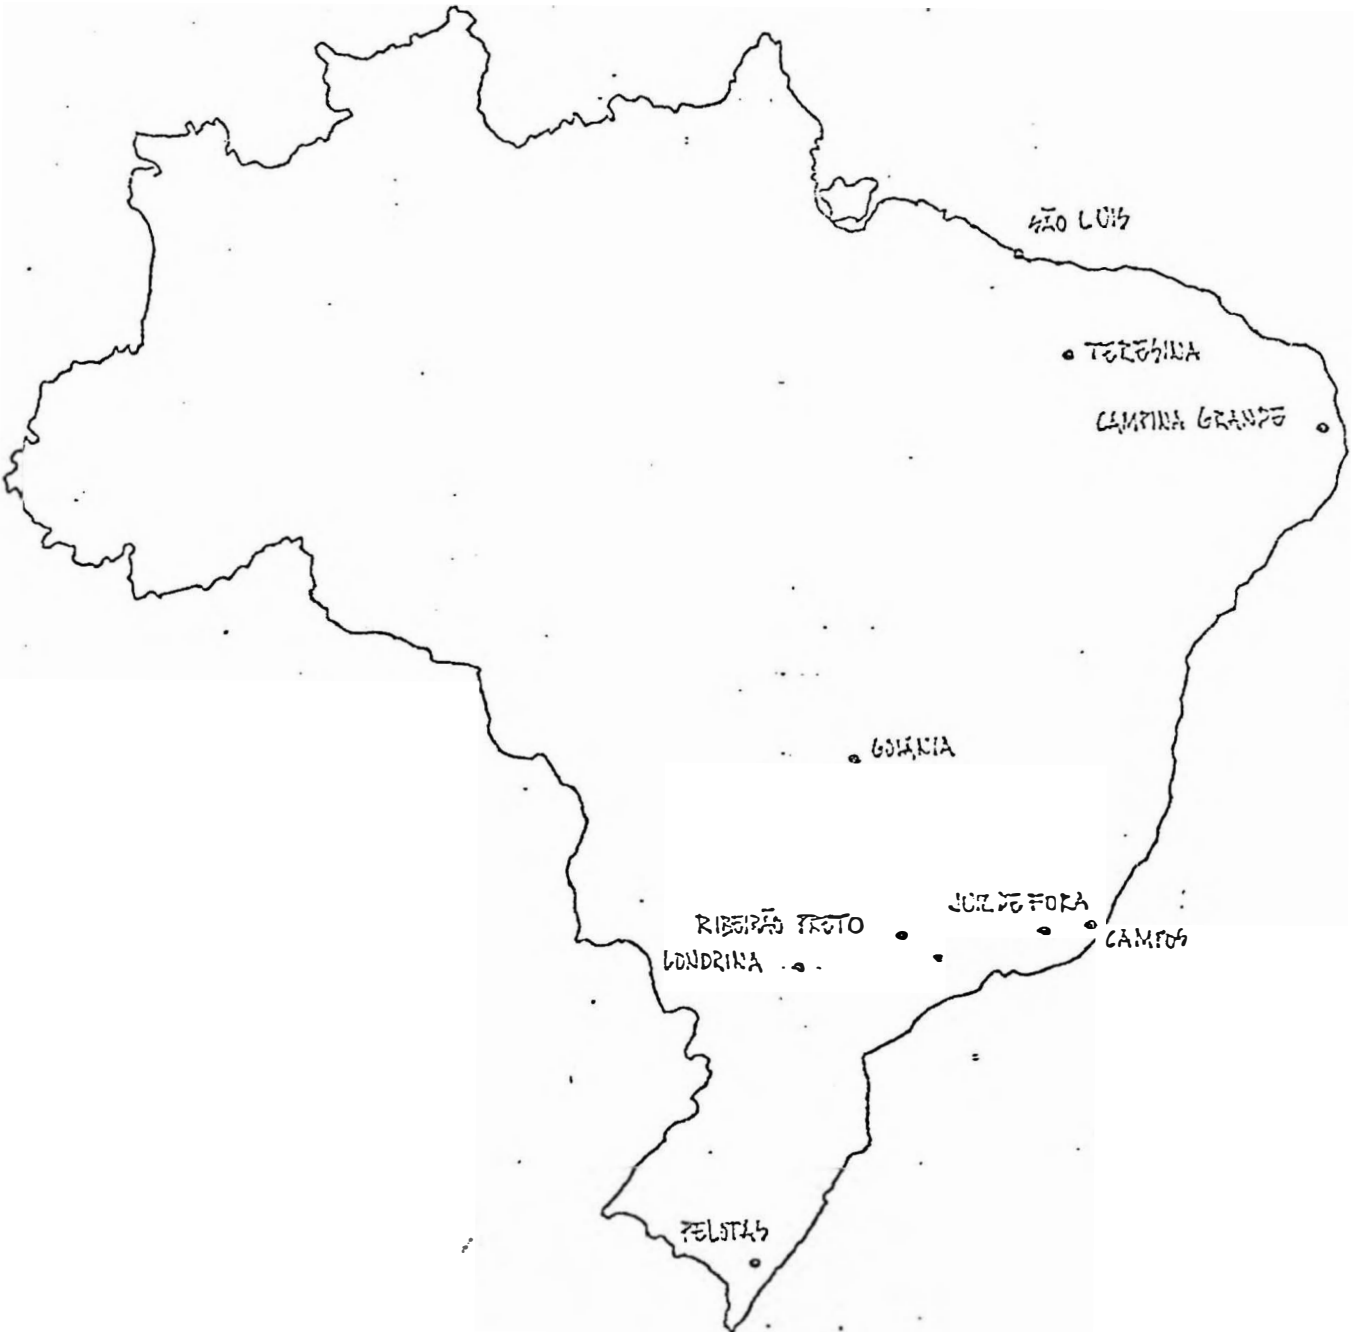 SÃO LUIS
TERESINA
CAMPINA GRANDE
GOIÂNIA
JUIZ DE FORA
RIBEIRÃO PRETO
CAMPOS
LONDRINA
PELOTAS